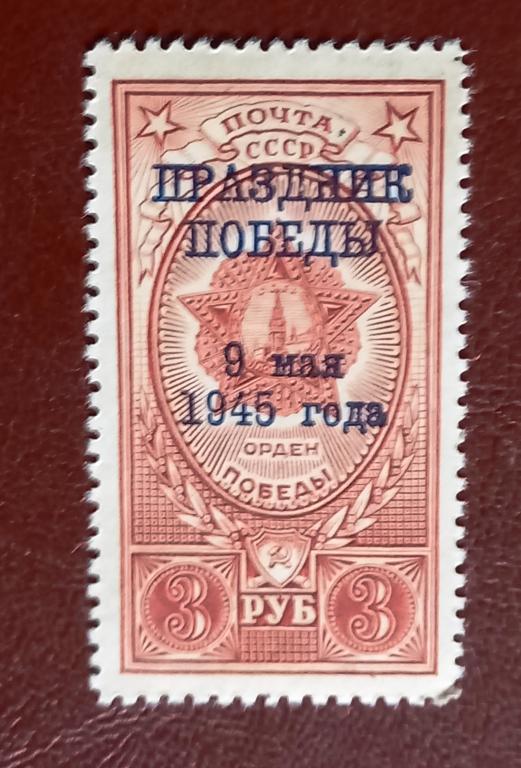 ПОЧТА
СССР
ПРАЗДНИК
ПОБЕДЫ
9 мая
1945 года
ОРДЕН
ПОБЕДЫ
3 РУБ 3